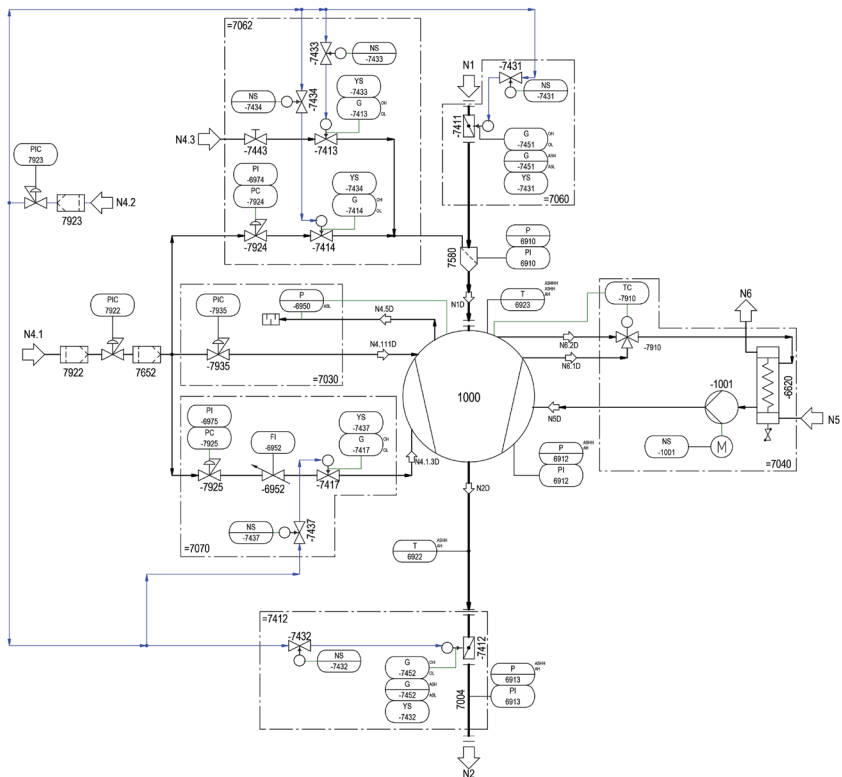 =7062
-7433
NS
-7433
-7434
NS
-7434
YS
-7433
G
-7413
OH
OL
N4.3
-7443
-7413
PI
-6974
PC
-7924
YS
-7434
G
-7414
OH
OL
-7924
-7414
N1
-7431
NS
-7431
-7411
G
-7451
OH
OL
G
-7451
ASH
ASL
YS
-7431
=7060
PIC
7923
7923
N4.2
7580
P
6910
PI
6910
N1D
T
6923
ASHHH
ASHH
AH
PIC
7922
N4.1
7922
7652
PIC
-7935
-7935
P
-6950
ASL
N4.5D
N4.111D
=7030
1000
TC
-7910
-7910
N6.2D
N6.1D
N6
-6620
N5
-1001
N5D
NS
-1001
M
=7040
PI
-6975
PC
-7925
FI
-6952
YS
-7437
G
-7417
OH
OL
-7925
-6952
-7417
N4.1.3D
NS
-7437
-7437
=7070
P
6912
ASHH
AH
PI
6912
N2D
T
6922
ASHH
AH
=7412
-7432
NS
-7432
-7412
G
-7452
OH
OL
G
-7452
ASH
ASL
YS
-7432
7004
P
6913
ASHH
AH
PI
6913
N2